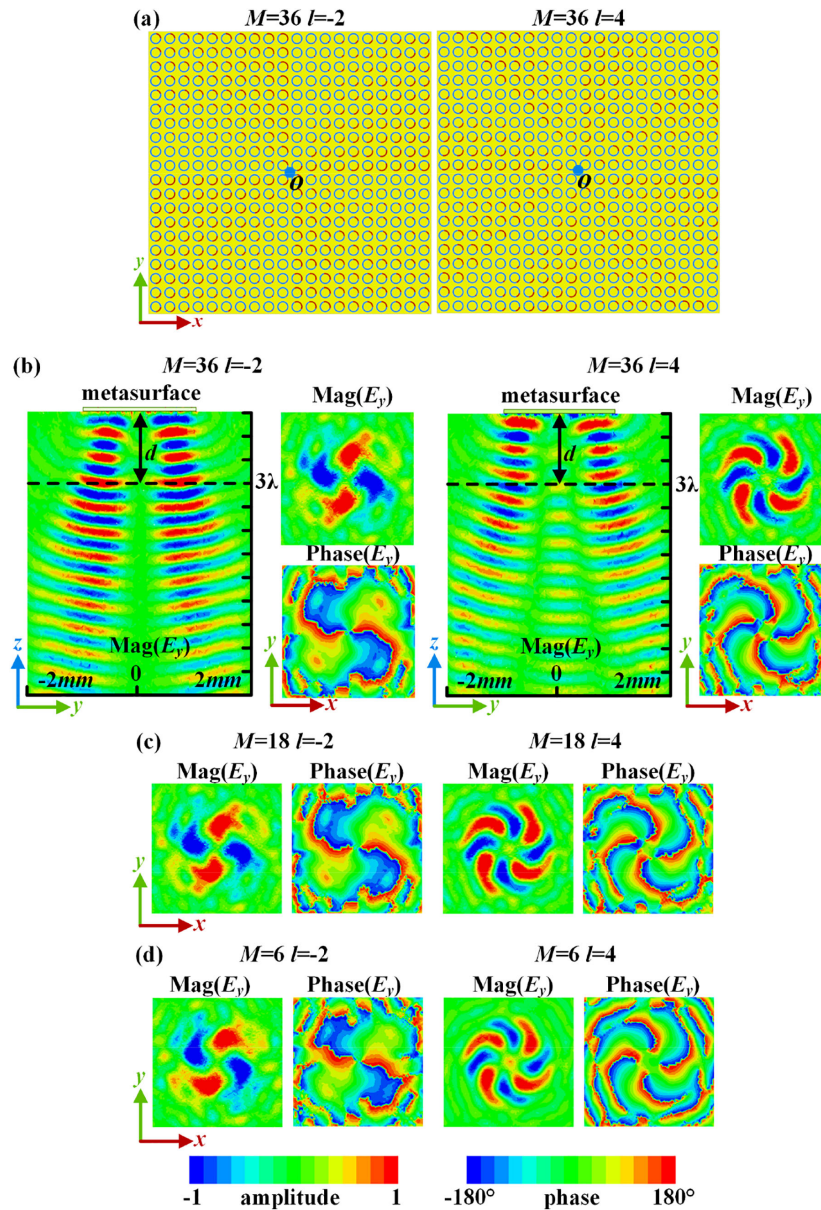 (a) M=36 l=-2 M=36 l=4
O O
y
x
(b) M=36 l=-2 M=36 l=4
metasurface Mag(Ey) metasurface Mag(Ey)
d d
3λ 3λ
Phase(Ey) Phase(Ey)
z Mag(Ey) y z Mag(Ey) y
-2mm 0 2mm -2mm 0 2mm
y x y x
(c) M=18 l=-2 M=18 l=4
Mag(Ey) Phase(Ey) Mag(Ey) Phase(Ey)
y
x
(d) M=6 l=-2 M=6 l=4
Mag(Ey) Phase(Ey) Mag(Ey) Phase(Ey)
y
x
-1 amplitude 1 -180° phase 180°